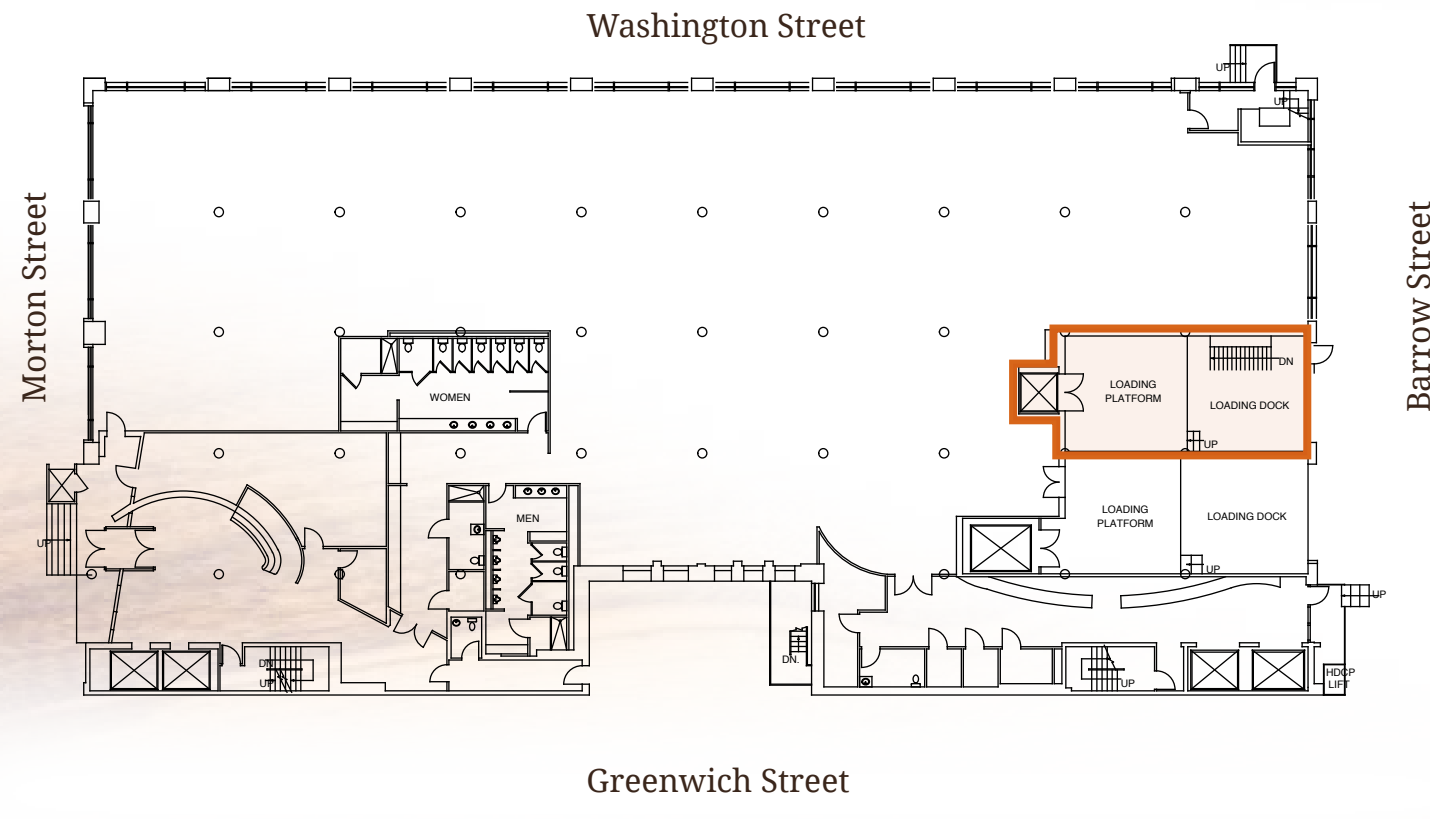 Washington Street
UP
UP
Morton Street
Barrow Street
DN
LOADING
PLATFORM
LOADING DOCK
WOMEN
UP
MEN
LOADING
PLATFORM
LOADING DOCK
UP
UP
UP
DN
UP
DN.
UP
HDCP
LIFT
Greenwich Street